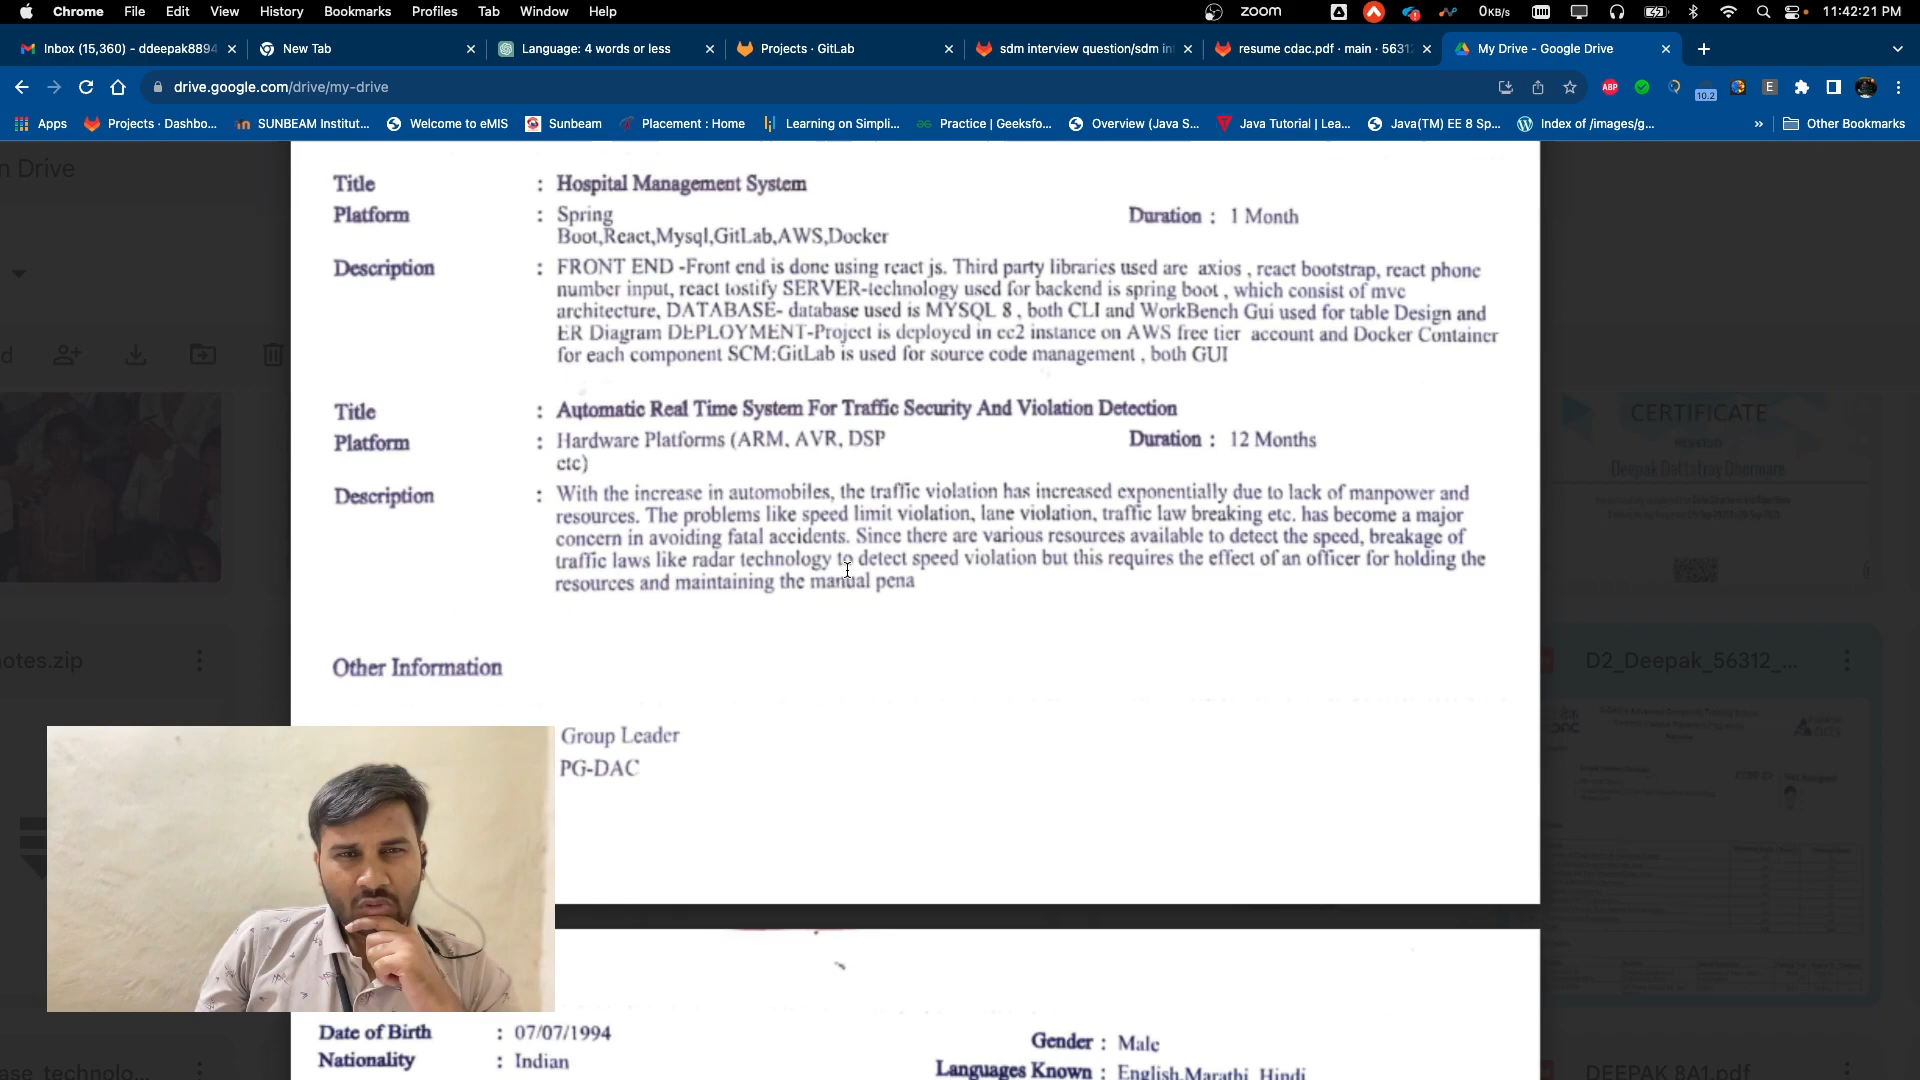 Chrome File Edit View History Bookmarks Profiles Tab Window Help
zoom 0KB/s 11:42:21 PM
Inbox (15,360) - ddeepak8894
New Tab
Language: 4 words or less
Projects · GitLab
sdm interview question/sdm in
resume cdac.pdf · main · 5631
My Drive - Google Drive
drive.google.com/drive/my-drive
ABP 10.2 E
Apps
Projects · Dashbo...
SUNBEAM Institut...
Welcome to eMIS
Sunbeam
Placement : Home
Learning on Simpli...
Practice | Geeksfo...
Overview (Java S...
Java Tutorial | Lea...
Java(TM) EE 8 Sp...
Index of /images/g...
»
Other Bookmarks
n Drive
Title : Hospital Management System
Platform : Spring Duration : 1 Month
Boot,React,Mysql,GitLab,AWS,Docker
Description : FRONT END -Front end is done using react js. Third party libraries used are axios , react bootstrap, react phone
number input, react tostify SERVER-technology used for backend is spring boot , which consist of mvc
architecture, DATABASE- database used is MYSQL 8 , both CLI and WorkBench Gui used for table Design and
ER Diagram DEPLOYMENT-Project is deployed in ec2 instance on AWS free tier account and Docker Container
for each component SCM:GitLab is used for source code management , both GUI
Title : Automatic Real Time System For Traffic Security And Violation Detection
Platform : Hardware Platforms (ARM, AVR, DSP Duration : 12 Months
etc)
Description : With the increase in automobiles, the traffic violation has increased exponentially due to lack of manpower and
resources. The problems like speed limit violation, lane violation, traffic law breaking etc. has become a major
concern in avoiding fatal accidents. Since there are various resources available to detect the speed, breakage of
traffic laws like radar technology to detect speed violation but this requires the effect of an officer for holding the
resources and maintaining the manual pena
CERTIFICATE
Deepak Dattatray Dhormare
otes.zip
Other Information
D2_Deepak_56312_...
Group Leader
PG-DAC
Date of Birth : 07/07/1994 Gender : Male
Nationality : Indian Languages Known : English,Marathi, Hindi
ase_technolo...
DEEPAK 8A1.pdf